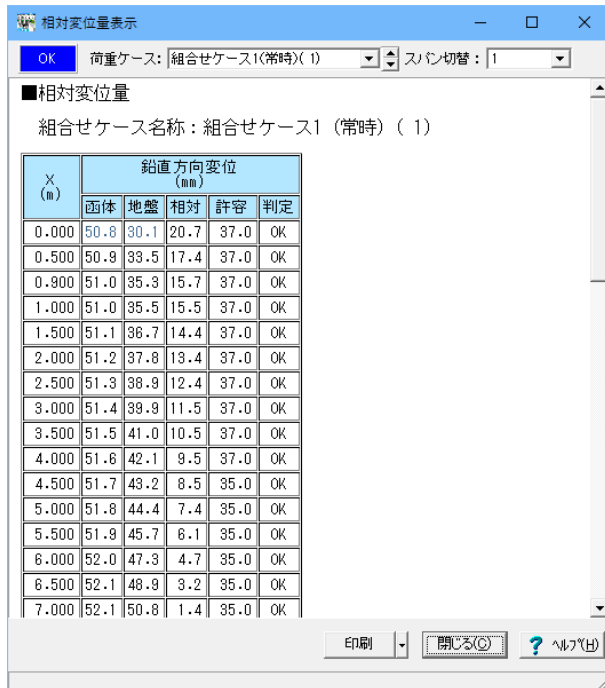 相対変位量表示
OK 荷重ケース: 組合せケース1(常時)( 1) スパン切替: 1
■相対変位量
組合せケース名称:組合せケース1 (常時) ( 1)
X (m) 鉛直方向変位 (mm)
函体 地盤 相対 許容 判定
0.000 50.8 30.1 20.7 37.0 OK
0.500 50.9 33.5 17.4 37.0 OK
0.900 51.0 35.3 15.7 37.0 OK
1.000 51.0 35.5 15.5 37.0 OK
1.500 51.1 36.7 14.4 37.0 OK
2.000 51.2 37.8 13.4 37.0 OK
2.500 51.3 38.9 12.4 37.0 OK
3.000 51.4 39.9 11.5 37.0 OK
3.500 51.5 41.0 10.5 37.0 OK
4.000 51.6 42.1 9.5 37.0 OK
4.500 51.7 43.2 8.5 35.0 OK
5.000 51.8 44.4 7.4 35.0 OK
5.500 51.9 45.7 6.1 35.0 OK
6.000 52.0 47.3 4.7 35.0 OK
6.500 52.1 48.9 3.2 35.0 OK
7.000 52.1 50.8 1.4 35.0 OK
印刷 閉じる(C) ? ヘルプ(H)